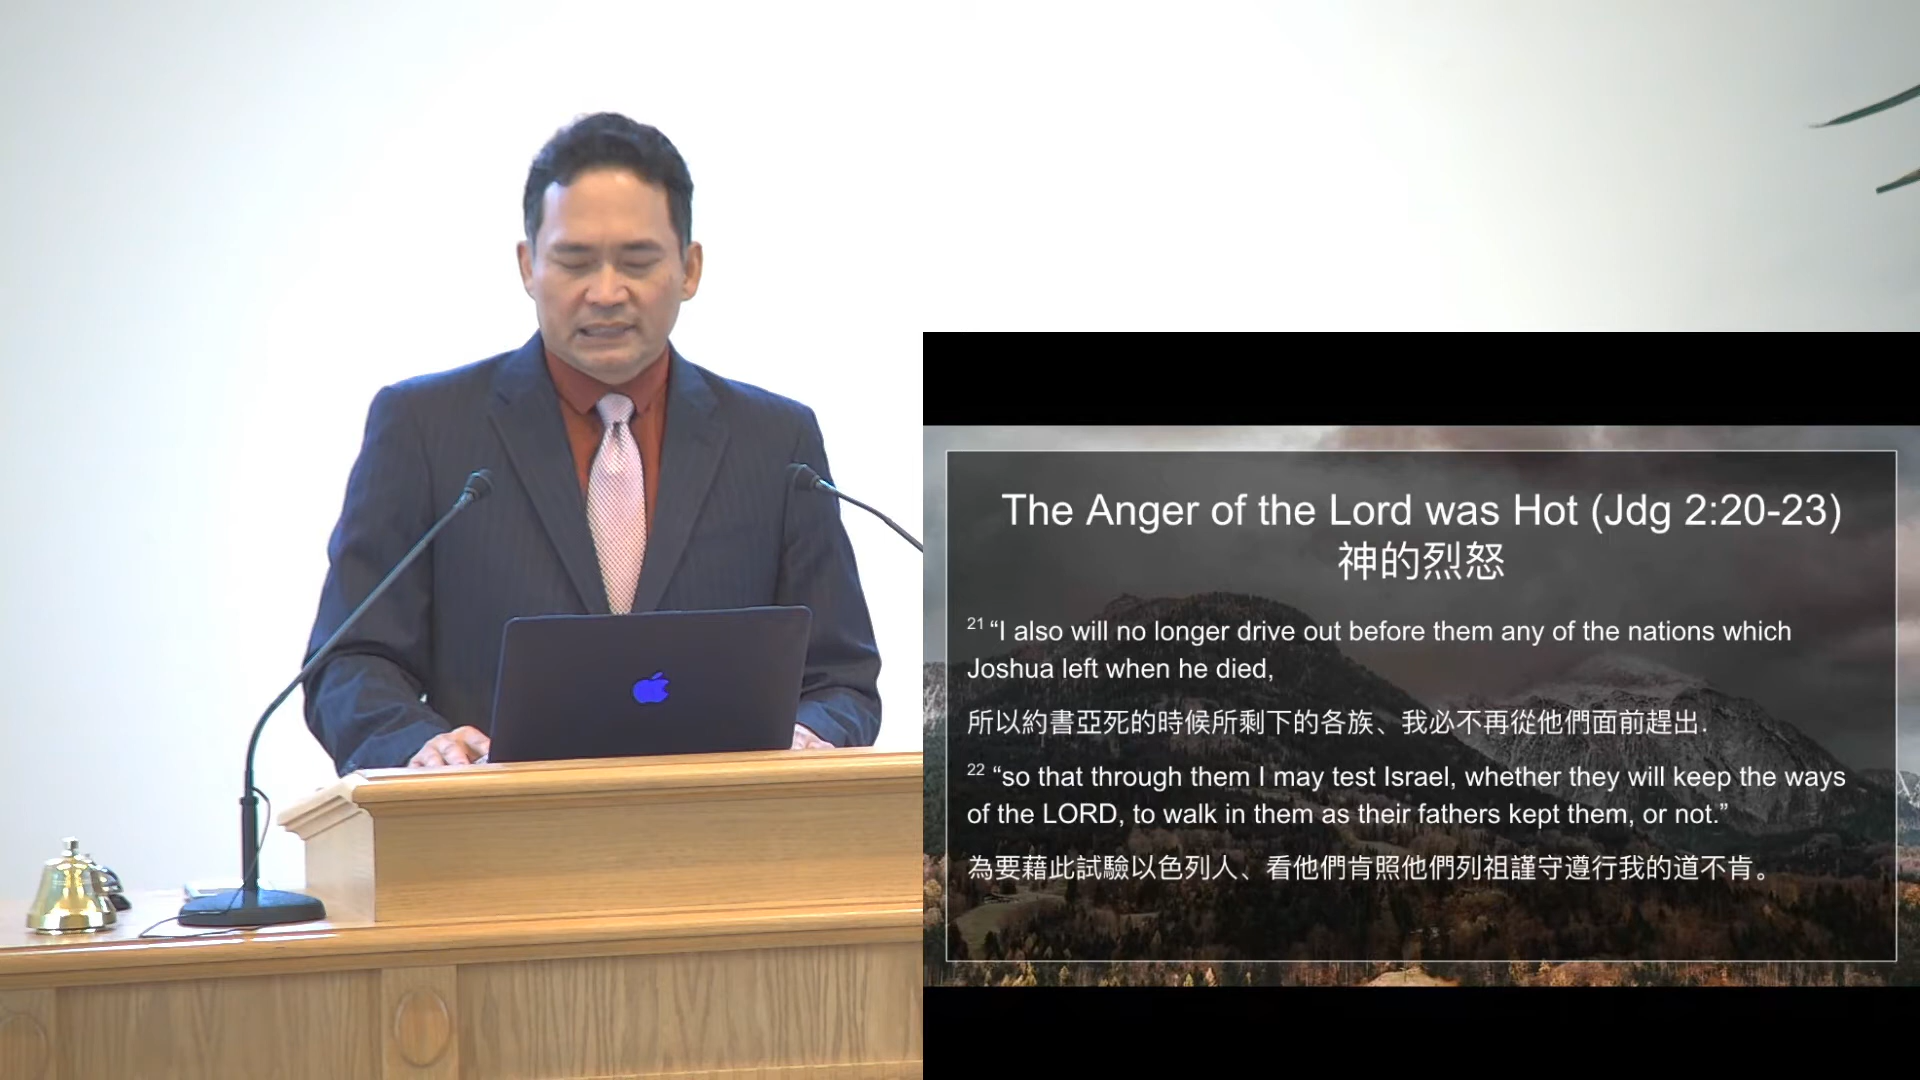 The Anger of the Lord was Hot (Jdg 2:20-23)
神的烈怒
21 “I also will no longer drive out before them any of the nations which
Joshua left when he died,
所以約書亞死的時候所剩下的各族、我必不再從他們面前趕出.
22 “so that through them I may test Israel, whether they will keep the ways
of the LORD, to walk in them as their fathers kept them, or not.”
為要藉此試驗以色列人、看他們肯照他們列祖謹守遵行我的道不肯。